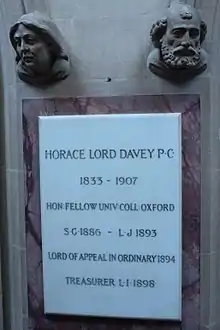 HORACE LORD DAVEY P·C·
1833 - 1907
HON: FELLOW UNIV: COLL: OXFORD
S·G·1886 - L·J·1893
LORD OF APPEAL IN ORDINARY 1894
TREASURER L·I·1898